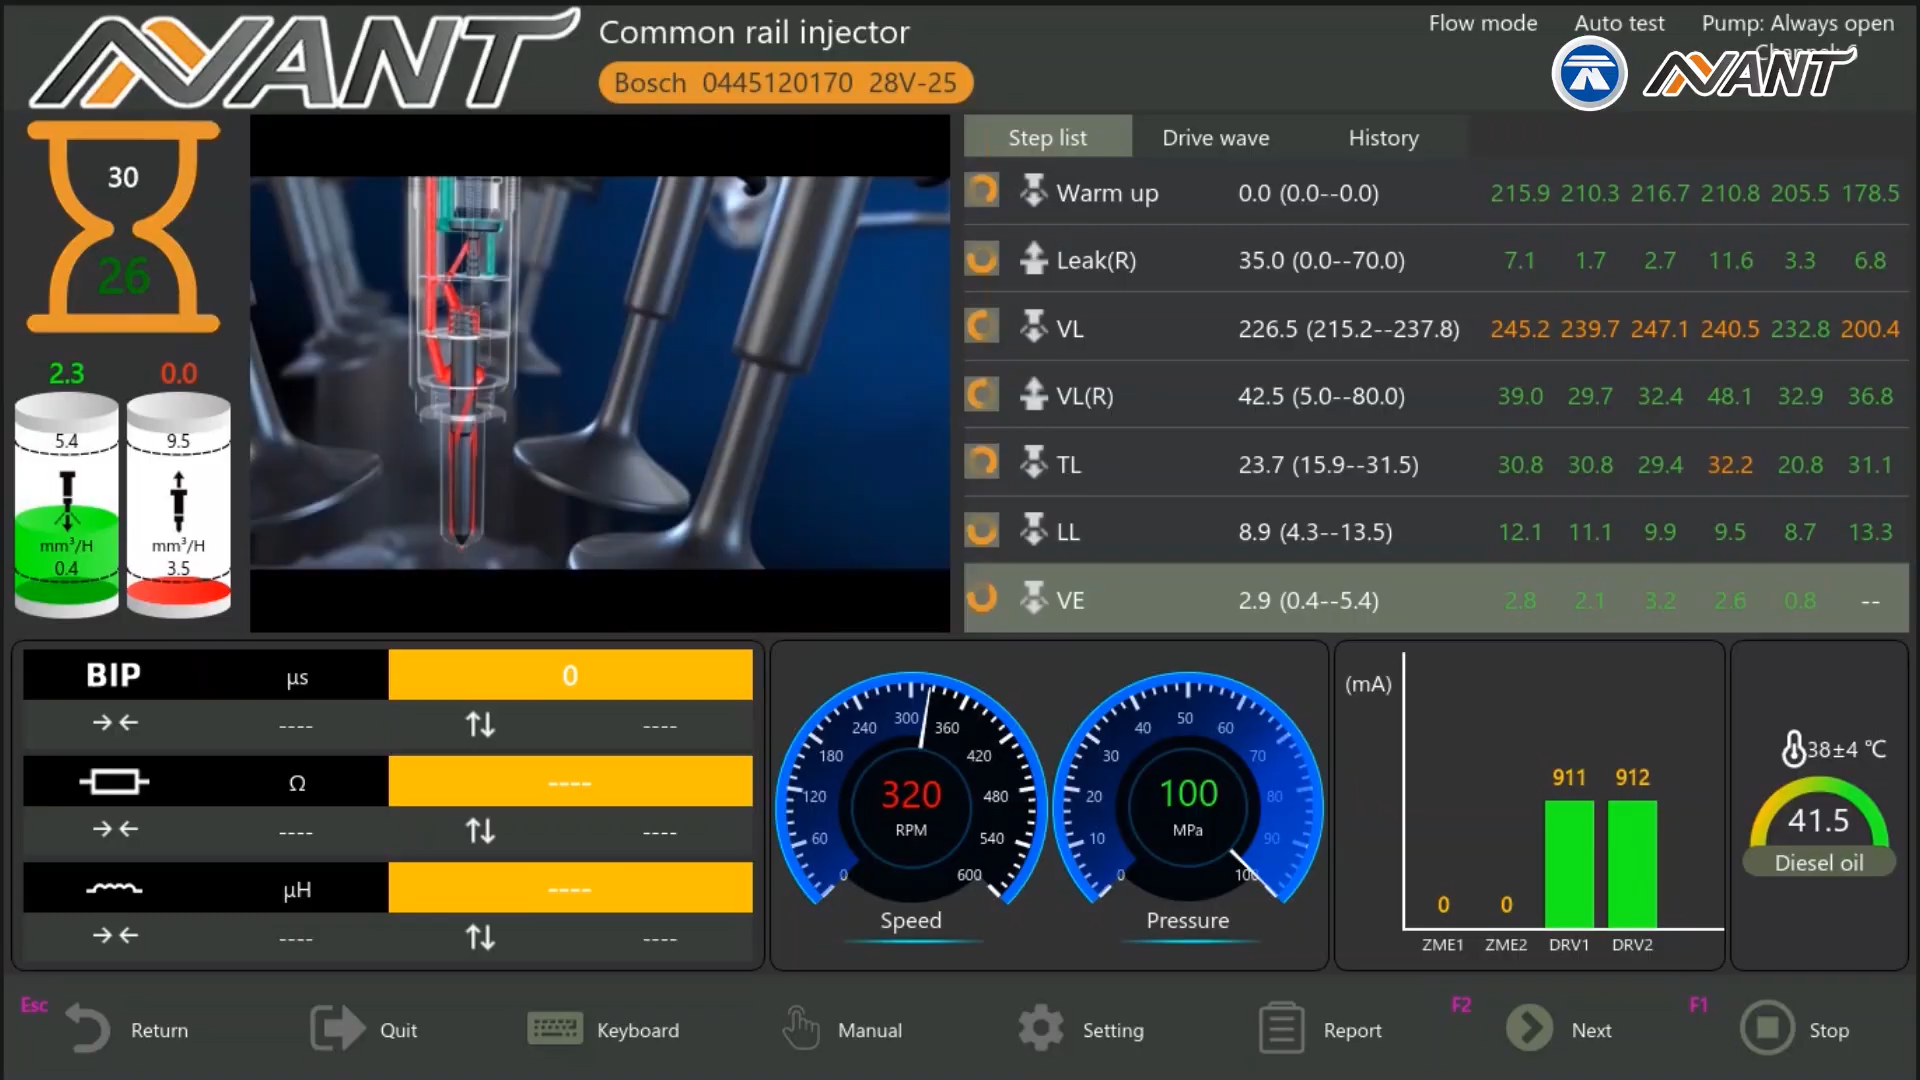 AVANT
Common rail injector
Bosch 0445120170 28V-25
Flow mode Auto test Pump: Always open
AVANT
30
26
2.3 0.0
5.4 9.5
mm³/H mm³/H
0.4 3.5
Step list Drive wave History
Warm up 0.0 (0.0--0.0) 215.9 210.3 216.7 210.8 205.5 178.5
Leak(R) 35.0 (0.0--70.0) 7.1 1.7 2.7 11.6 3.3 6.8
VL 226.5 (215.2--237.8) 245.2 239.7 247.1 240.5 232.8 200.4
VL(R) 42.5 (5.0--80.0) 39.0 29.7 32.4 48.1 32.9 36.8
TL 23.7 (15.9--31.5) 30.8 30.8 29.4 32.2 20.8 31.1
LL 8.9 (4.3--13.5) 12.1 11.1 9.9 9.5 8.7 13.3
VE 2.9 (0.4--5.4) 2.8 2.1 3.2 2.6 0.8 --
BIP μs 0
---- ----
Ω ----
---- ----
μH ----
---- ----
0 60 120 180 240 300 360 420 480 540 600
320
RPM
Speed
0 10 20 30 40 50 60 70 80 90 100
100
MPa
Pressure
(mA)
0 0 911 912
ZME1 ZME2 DRV1 DRV2
38±4 ℃
41.5
Diesel oil
Esc Return Quit Keyboard Manual Setting Report F2 Next F1 Stop